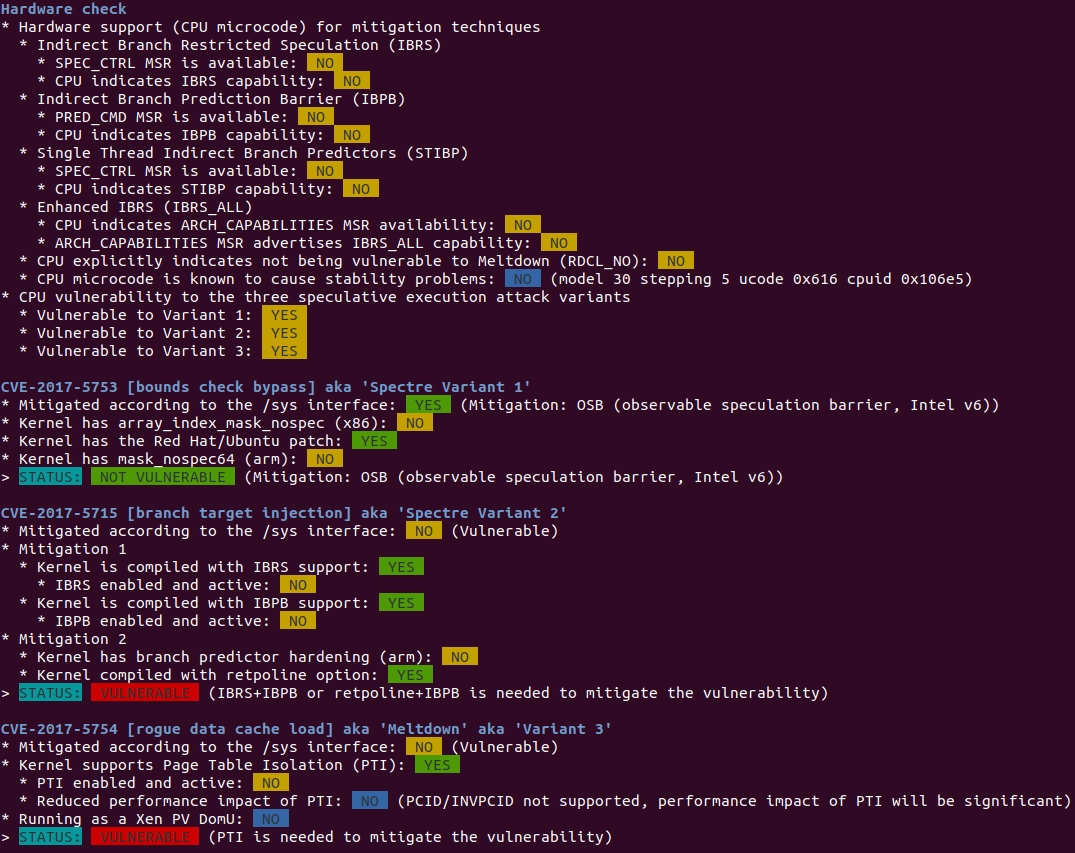 Hardware check
* Hardware support (CPU microcode) for mitigation techniques
  * Indirect Branch Restricted Speculation (IBRS)
    * SPEC_CTRL MSR is available:  NO
    * CPU indicates IBRS capability:  NO
  * Indirect Branch Prediction Barrier (IBPB)
    * PRED_CMD MSR is available:  NO
    * CPU indicates IBPB capability:  NO
  * Single Thread Indirect Branch Predictors (STIBP)
    * SPEC_CTRL MSR is available:  NO
    * CPU indicates STIBP capability:  NO
  * Enhanced IBRS (IBRS_ALL)
    * CPU indicates ARCH_CAPABILITIES MSR availability:  NO
    * ARCH_CAPABILITIES MSR advertises IBRS_ALL capability:  NO
  * CPU explicitly indicates not being vulnerable to Meltdown (RDCL_NO):  NO
  * CPU microcode is known to cause stability problems:  NO  (model 30 stepping 5 ucode 0x616 cpuid 0x106e5)
* CPU vulnerability to the three speculative execution attack variants
  * Vulnerable to Variant 1:  YES
  * Vulnerable to Variant 2:  YES
  * Vulnerable to Variant 3:  YES

CVE-2017-5753 [bounds check bypass] aka 'Spectre Variant 1'
* Mitigated according to the /sys interface:  YES  (Mitigation: OSB (observable speculation barrier, Intel v6))
* Kernel has array_index_mask_nospec (x86):  NO
* Kernel has the Red Hat/Ubuntu patch:  YES
* Kernel has mask_nospec64 (arm):  NO
> STATUS:  NOT VULNERABLE  (Mitigation: OSB (observable speculation barrier, Intel v6))

CVE-2017-5715 [branch target injection] aka 'Spectre Variant 2'
* Mitigated according to the /sys interface:  NO  (Vulnerable)
* Mitigation 1
  * Kernel is compiled with IBRS support:  YES
    * IBRS enabled and active:  NO
  * Kernel is compiled with IBPB support:  YES
    * IBPB enabled and active:  NO
* Mitigation 2
  * Kernel has branch predictor hardening (arm):  NO
  * Kernel compiled with retpoline option:  YES
> STATUS:  VULNERABLE  (IBRS+IBPB or retpoline+IBPB is needed to mitigate the vulnerability)

CVE-2017-5754 [rogue data cache load] aka 'Meltdown' aka 'Variant 3'
* Mitigated according to the /sys interface:  NO  (Vulnerable)
* Kernel supports Page Table Isolation (PTI):  YES
  * PTI enabled and active:  NO
  * Reduced performance impact of PTI:  NO  (PCID/INVPCID not supported, performance impact of PTI will be significant)
* Running as a Xen PV DomU:  NO
> STATUS:  VULNERABLE  (PTI is needed to mitigate the vulnerability)